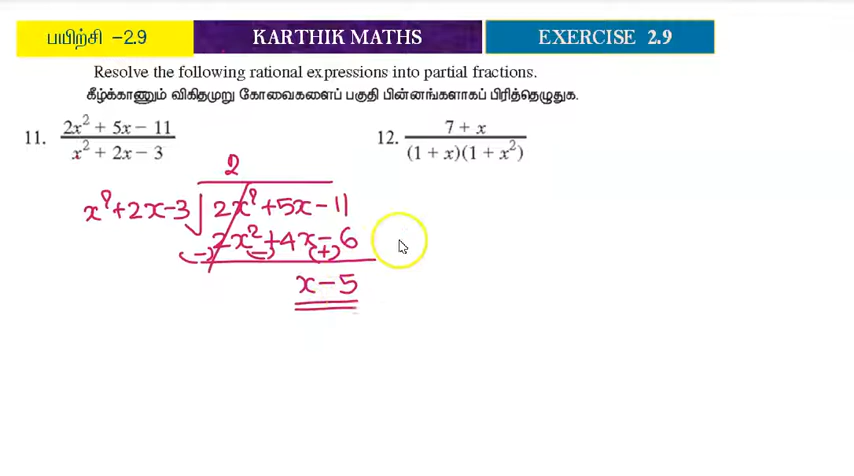 பயிற்சி –2.9 KARTHIK MATHS EXERCISE 2.9
Resolve the following rational expressions into partial fractions.
கீழ்க்காணும் விகிதமுறு கோவைகளைப் பகுதி பின்னங்களாகப் பிரித்தெழுதுக.
11. (2x² + 5x − 11)/(x² + 2x − 3) 12. (7 + x)/((1 + x)(1 + x²))
2
x²+2x−3 √ 2x²+5x−11
2x²+4x−6
(−) (−) (+)
x−5